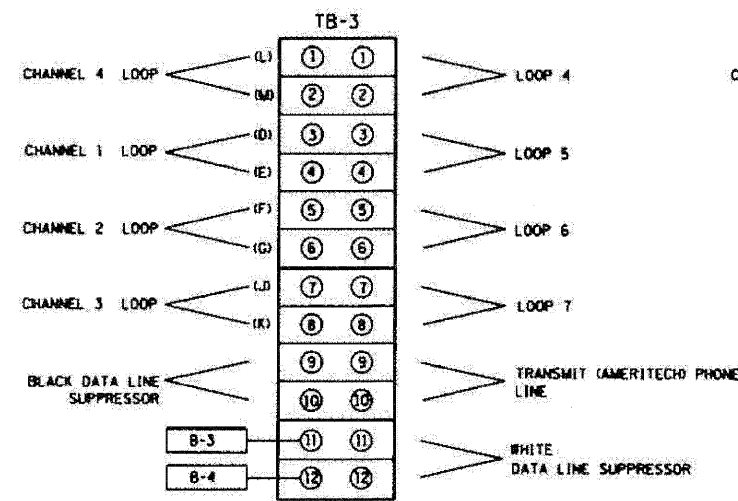 TB-3
CHANNEL 4 LOOP (L) 1 1 LOOP 4 C
(M) 2 2
CHANNEL 1 LOOP (D) 3 3 LOOP 5
(E) 4 4
CHANNEL 2 LOOP (F) 5 5 LOOP 6
(G) 6 6
CHANNEL 3 LOOP (J) 7 7 LOOP 7
(K) 8 8
BLACK DATA LINE 9 9 TRANSMIT (AMERITECH) PHONE
SUPPRESSOR 10 10 LINE
B-3 11 11 WHITE
B-4 12 12 DATA LINE SUPPRESSOR